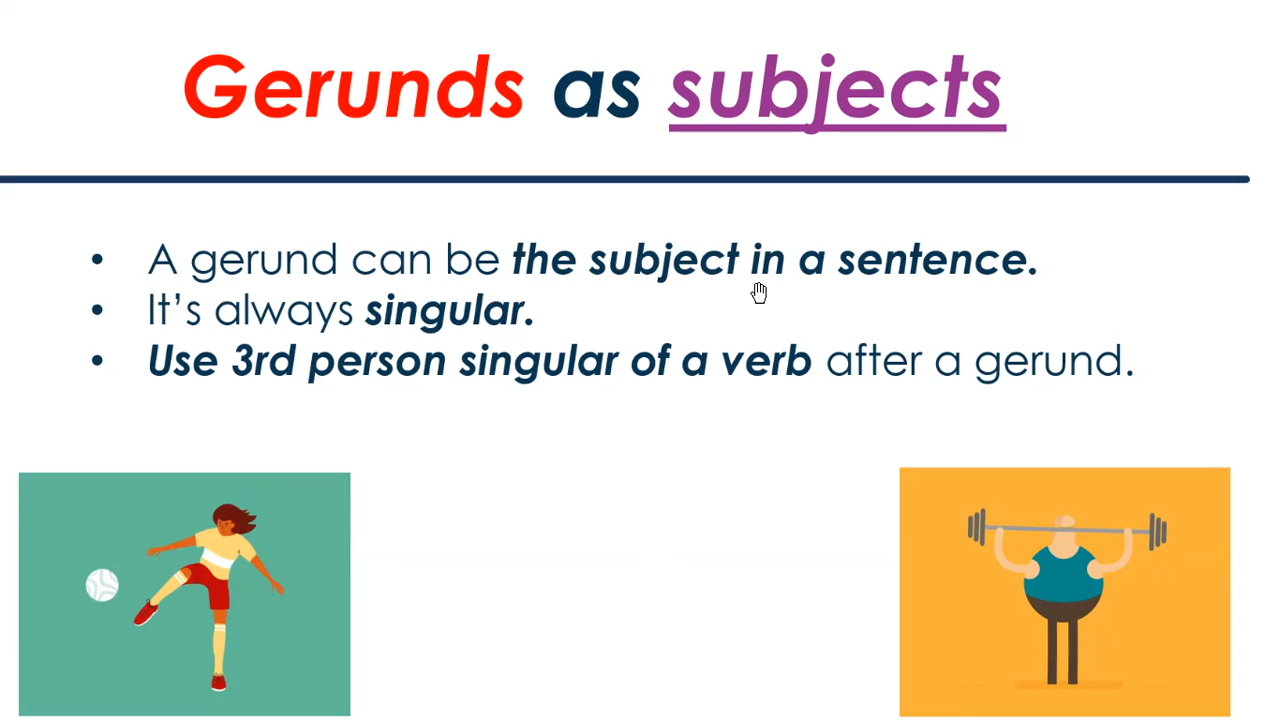 Gerunds as subjects
• A gerund can be the subject in a sentence.
• It’s always singular.
• Use 3rd person singular of a verb after a gerund.